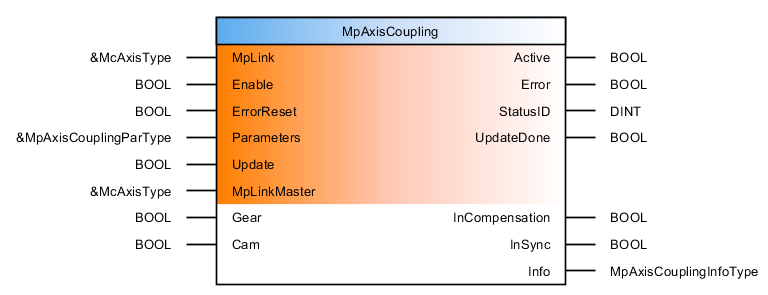 MpAxisCoupling
&McAxisType MpLink Active BOOL
BOOL Enable Error BOOL
BOOL ErrorReset StatusID DINT
&MpAxisCouplingParType Parameters UpdateDone BOOL
BOOL Update
&McAxisType MpLinkMaster
BOOL Gear InCompensation BOOL
BOOL Cam InSync BOOL
Info MpAxisCouplingInfoType